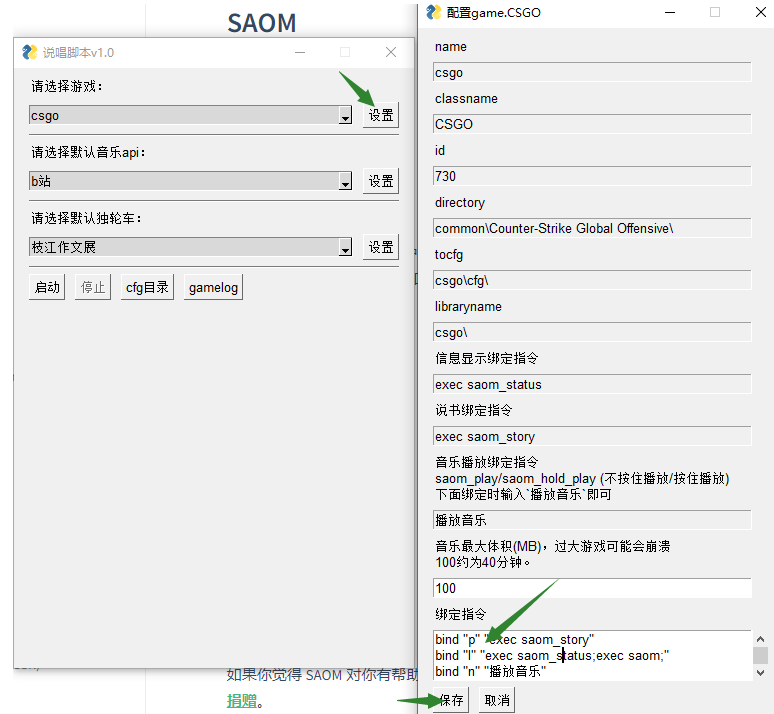 SAOM
说唱脚本v1.0
请选择游戏：
csgo
设置
请选择默认音乐api：
b站
设置
请选择默认独轮车：
枝江作文展
设置
启动
停止
cfg目录
gamelog
如果你觉得 SAOM 对你有帮助
捐赠。
配置game.CSGO
name
csgo
classname
CSGO
id
730
directory
common\Counter-Strike Global Offensive\
tocfg
csgo\cfg\
libraryname
csgo\
信息显示绑定指令
exec saom_status
说书绑定指令
exec saom_story
音乐播放绑定指令
saom_play/saom_hold_play (不按住播放/按住播放)
下面绑定时输入`播放音乐`即可
播放音乐
音乐最大体积(MB)，过大游戏可能会崩溃
100约为40分钟。
100
绑定指令
bind "p" "exec saom_story"
bind "l" "exec saom_status;exec saom;"
bind "n" "播放音乐"
保存
取消